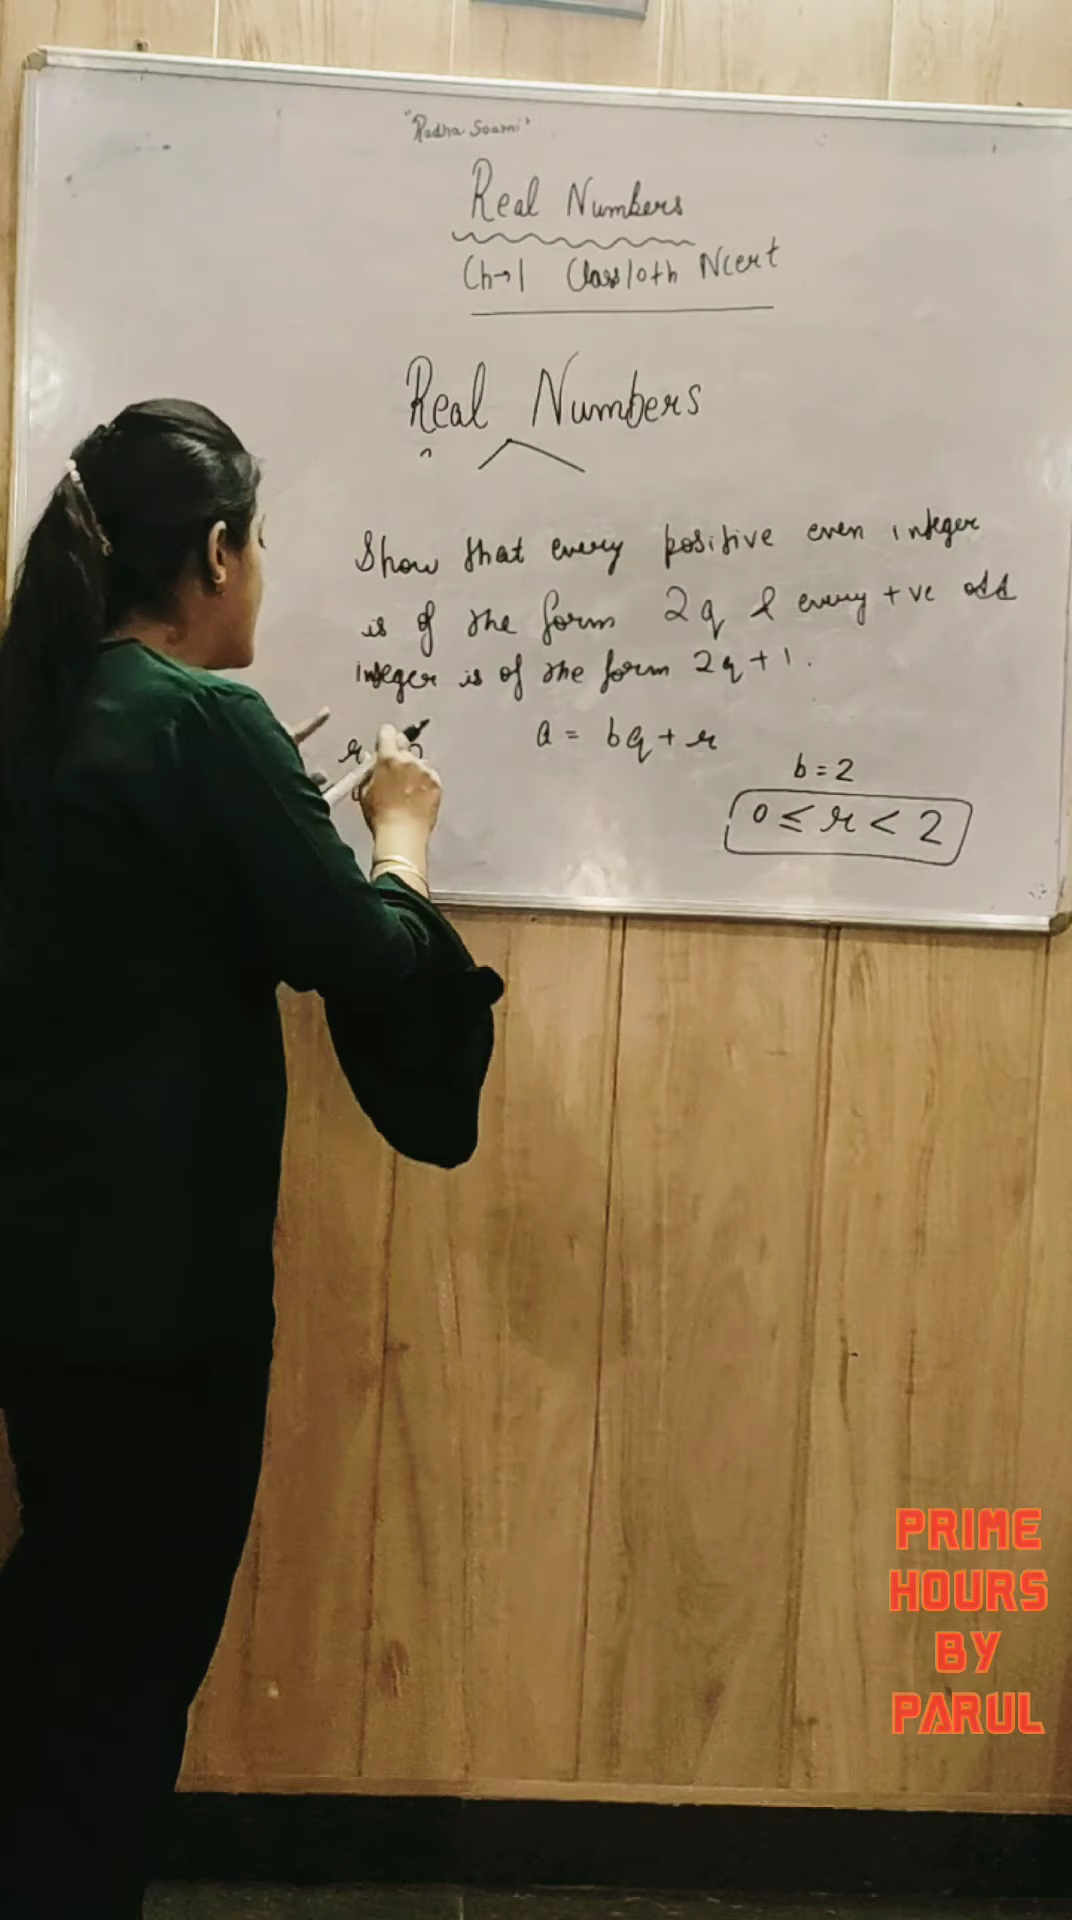 "Radha Soami"
Real Numbers
Ch→1 Class 10th Ncert
Real Numbers
Show that every positive even integer
is of the form 2q & every +ve odd
integer is of the form 2q + 1.
r
a = bq + r
b = 2
0 ≤ r < 2
PRIME
HOURS
BY
PARUL